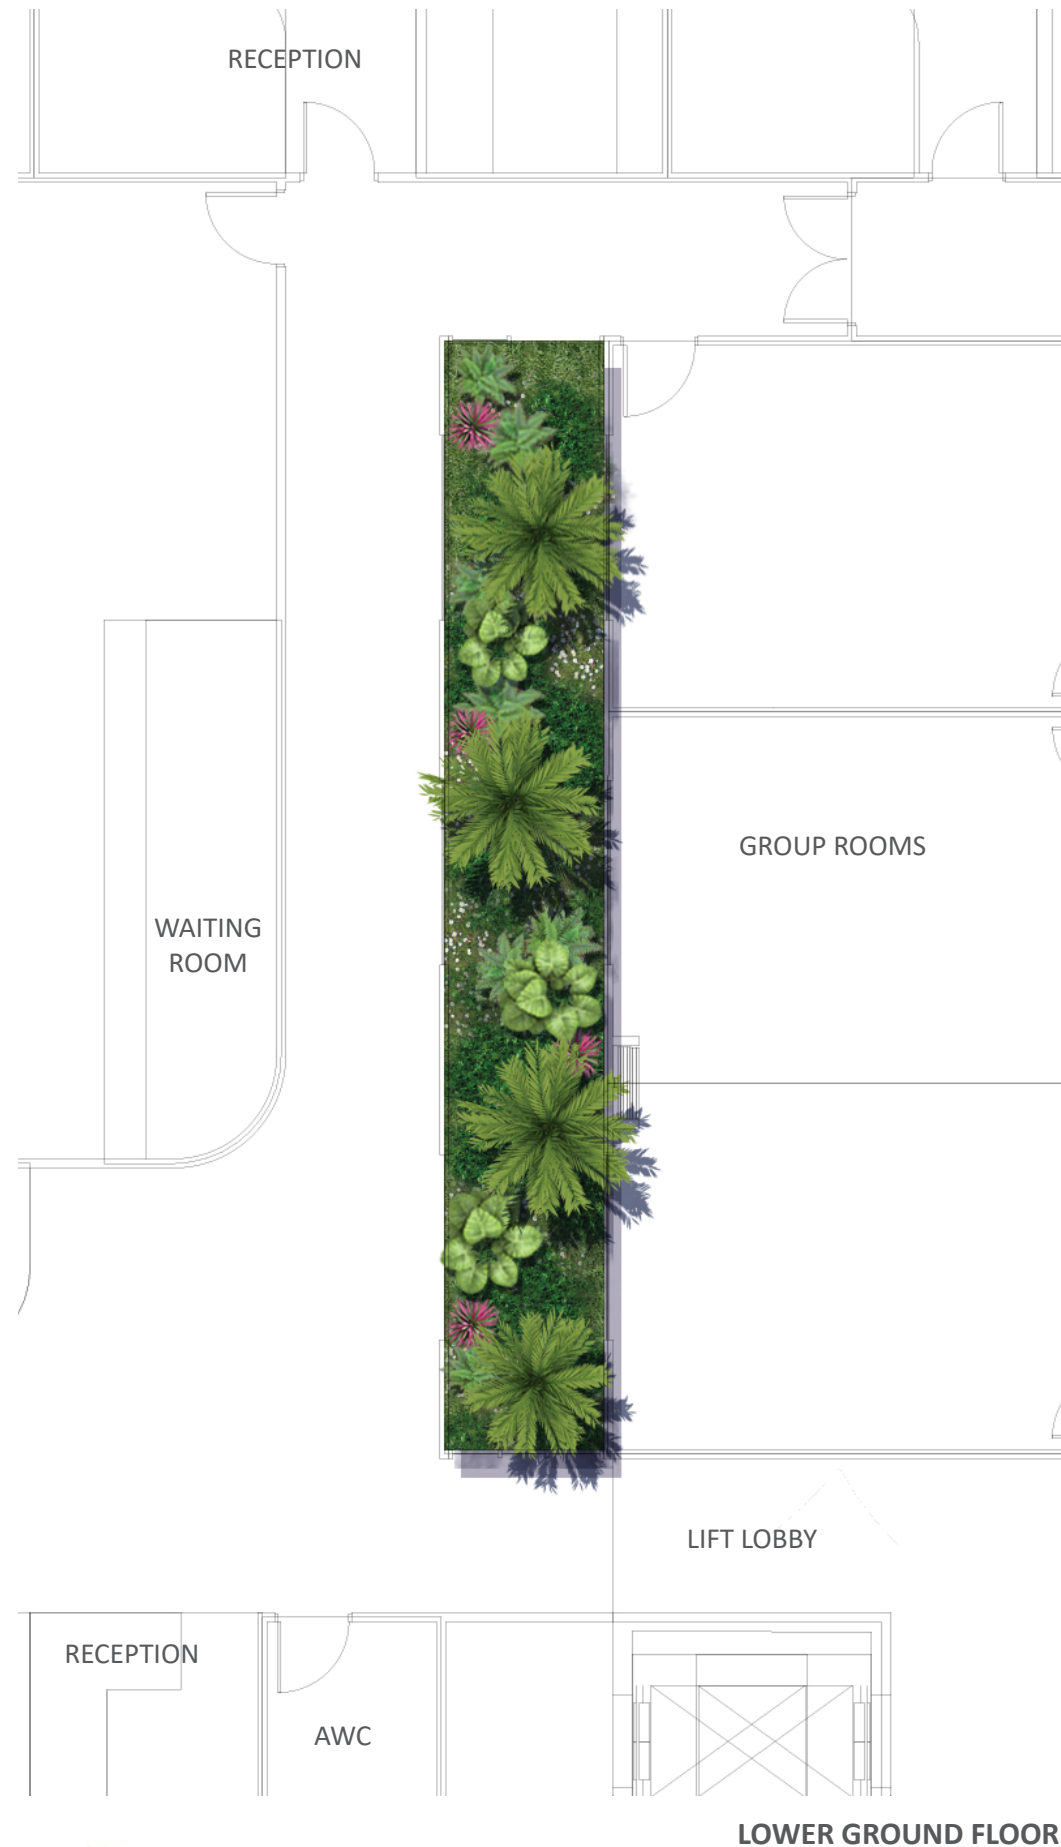 RECEPTION
GROUP ROOMS
WAITING
ROOM
LIFT LOBBY
RECEPTION
AWC
LOWER GROUND FLOOR